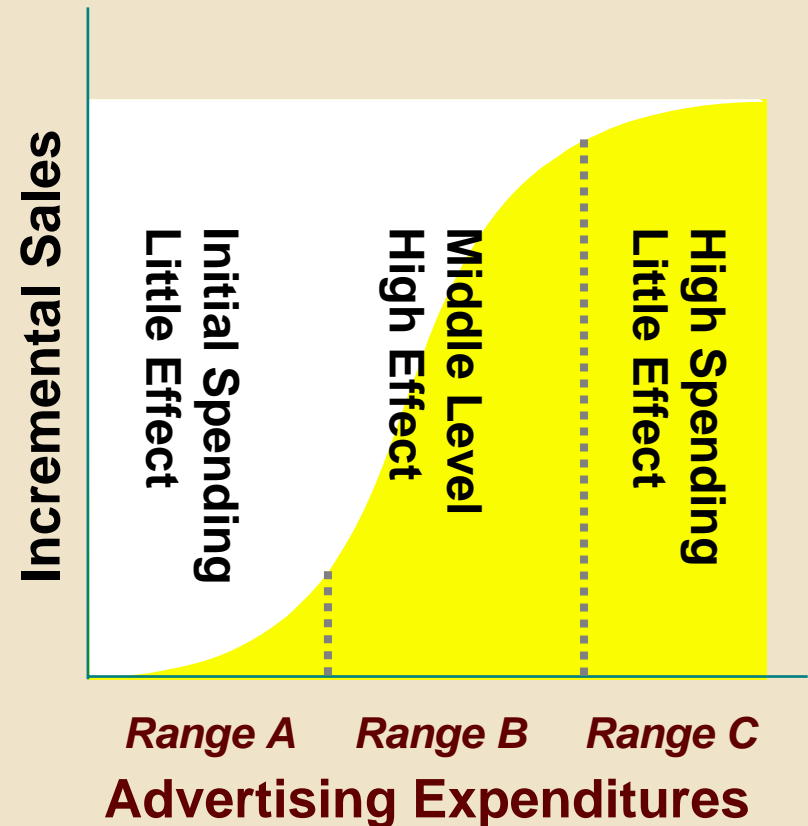 Incremental Sales
Initial Spending
Little Effect
Middle Level
High Effect
High Spending
Little Effect
Range A
Range B
Range C
Advertising Expenditures